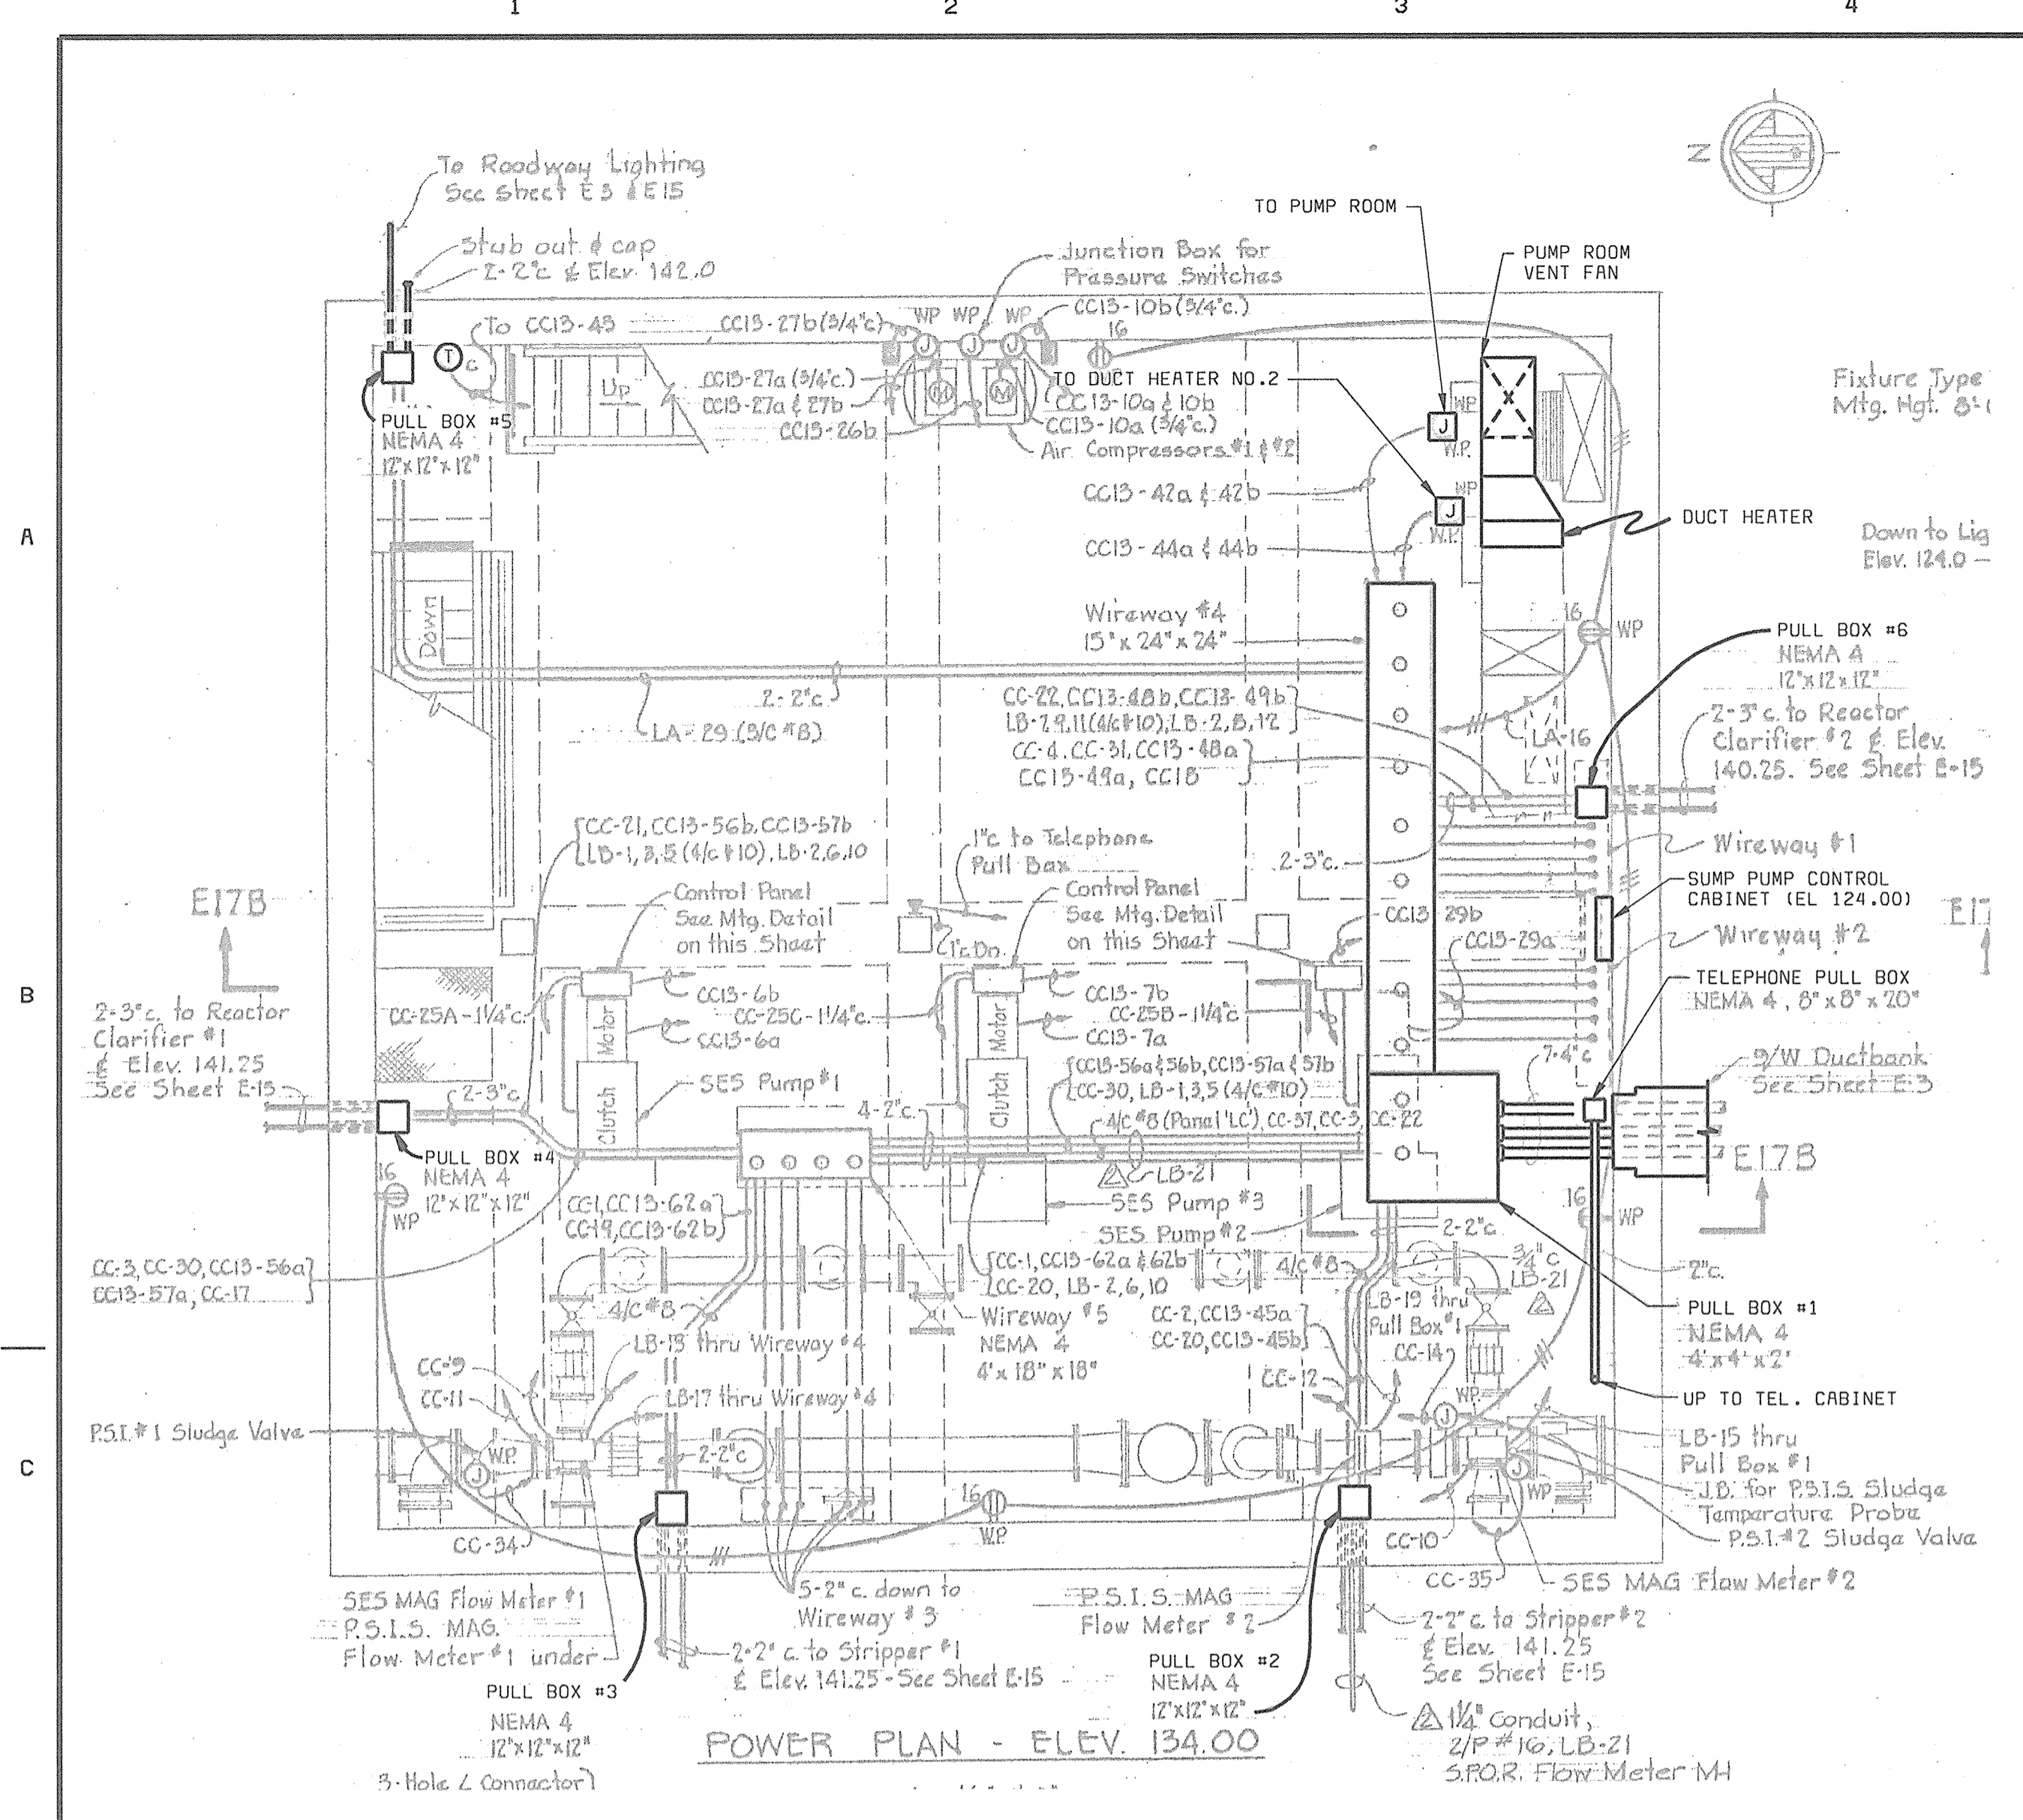 1
2
3
4
A
B
C
N
To Roadway Lighting
See Sheet E3 & E15
Stub out & cap
2-2"c ¢ Elev. 142.0
Junction Box for
Pressure Switches
TO PUMP ROOM
PUMP ROOM
VENT FAN
To CC13-43
CC13-27b (3/4"c)
WP
WP
WP
CC13-10b (3/4"c.)
16
T
G
J
J
J
Up
CC13-27a (3/4"c.)
CC13-27a & 27b
CC13-26b
M
M
TO DUCT HEATER NO.2
CC13-10a & 10b
CC13-10a (3/4"c.)
Air Compressors #1 & #2
WP
J
W.P.
WP
J
W.P.
Fixture Type
Mtg. Hgt. 8'-
PULL BOX #5
NEMA 4
12"x12"x12"
CC13-42a & 42b
CC13-44a & 44b
DUCT HEATER
Down to Lig
Elev. 124.0
Down
Wireway #4
15"x24"x24"
16
WP
PULL BOX #6
NEMA 4
12"x12x12"
2-2"c
LA-29 (3/C #8)
CC-22, CC13-48b, CC13-49b
LB-2,9,11 (4/c#10), LB-2,8,12
CC-4, CC-31, CC13-48a
CC13-49a, CC18
LA-16
2-3"c. to Reactor
Clarifier #2 ¢ Elev.
140.25. See Sheet E-15
CC-21, CC13-56b, CC13-57b
LB-1,3,5 (4/c #10), LB-2,6,10
1"c to Telephone
Pull Box
2-3"c.
Wireway #1
E17B
Control Panel
See Mtg. Detail
on this Sheet
Control Panel
See Mtg. Detail
on this Sheet
1"c Dn.
CC13 29b
CC13-29a
SUMP PUMP CONTROL
CABINET (EL 124.00)
E17
Wireway #2
TELEPHONE PULL BOX
NEMA 4, 8"x8"x20"
2-3"c. to Reactor
Clarifier #1
¢ Elev. 141.25
See Sheet E-15
CC-25A-1¼"c.
CC13-6b
CC13-6a
Motor
Clutch
SES Pump #1
CC-25C-1¼"c.
CC13-7b
CC13-7a
Motor
Clutch
CC-25B-1¼"c
CC13-56a & 56b, CC13-57a & 57b
CC-30, LB-1,3,5 (4/C #10)
4/c #8 (Panel 'LC'), CC-37, CC-3, CC-22
4-2"c.
7-4"c
9/W Ductbank
See Sheet E-3
2-3"c.
PULL BOX #4
NEMA 4
12"x12"x12"
16
WP
2 LB-21
SES Pump #3
SES Pump #2
E17B
16
WP
CC-1, CC13-62a
CC-19, CC13-62b
CC-1, CC13-62a & 62b
CC-20, LB-2,6,10
2-2"c
4/C #8
3/4"c
LB-21
2
2"c.
CC-3, CC-30, CC13-56a
CC13-57a, CC-17
4/C #8
Wireway #5
NEMA 4
4'x18"x18"
CC-2, CC13-45a
CC-20, CC13-45b
LB-19 thru
Pull Box #1
PULL BOX #1
NEMA 4
4'x4'x2'
LB-13 thru Wireway #4
LB-17 thru Wireway #4
CC-9
CC-11
CC-12
CC-14
UP TO TEL. CABINET
P.S.I. #1 Sludge Valve
W.P.
J
2-2"c
WP
J
J
WP
LB-15 thru
Pull Box #1
J.B. for P.S.I.S. Sludge
Temperature Probe
P.S.I. #2 Sludge Valve
CC-34
16
W.P.
CC-10
CC-35
SES MAG Flow Meter #2
SES MAG Flow Meter #1
P.S.I.S. MAG.
Flow Meter #1 under
5-2"c. down to
Wireway #3
P.S.I.S. MAG
Flow Meter #2
2-2"c. to Stripper #1
¢ Elev. 141.25 - See Sheet E-15
2-2"c. to Stripper #2
¢ Elev. 141.25
See Sheet E-15
PULL BOX #3
NEMA 4
12"x12"x12"
PULL BOX #2
NEMA 4
12"x12"x12"
2 1¼" Conduit,
2/P #16, LB-21
S.P.O.R. Flow Meter M-1
POWER PLAN - ELEV. 134.00
3-Hole L Connector)